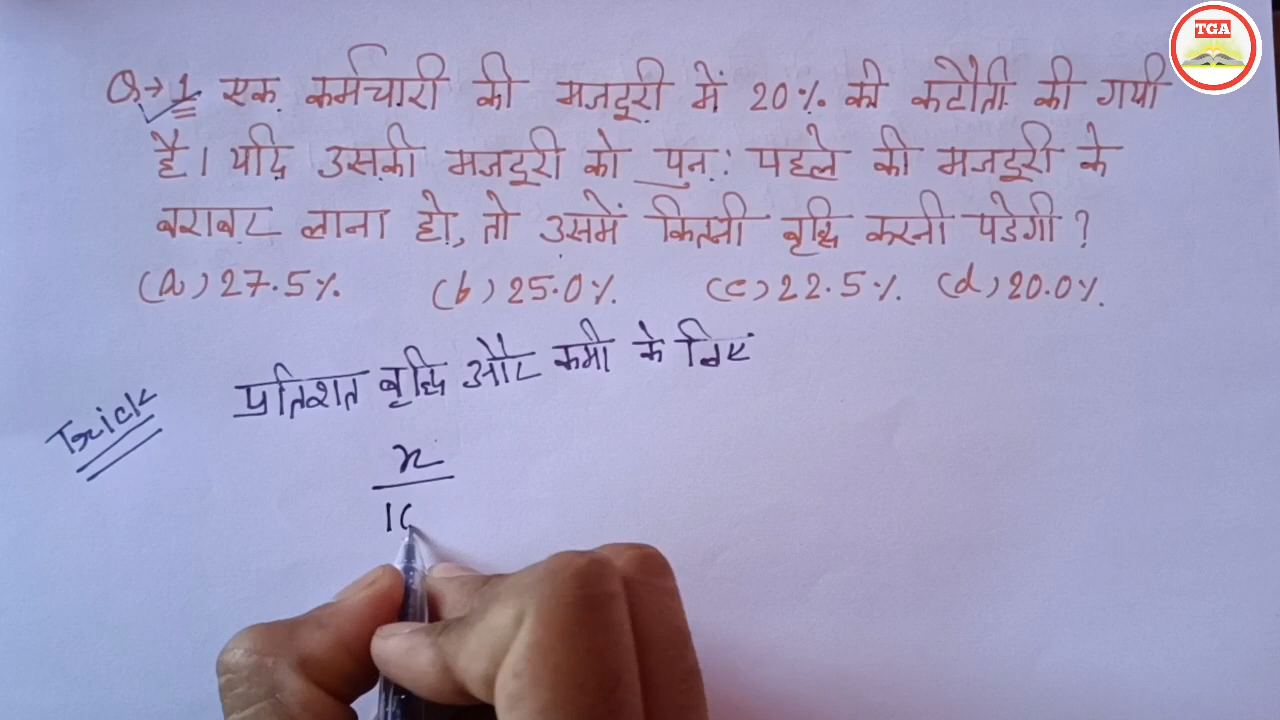 TGA
Q→1 एक कर्मचारी की मजदूरी में 20% की कटौती की गयी
है। यदि उसकी मजदूरी को पुन: पहले की मजदूरी के
बराबर लाना हो, तो उसमें कितनी वृद्धि करनी पडेगी?
(a) 27.5% (b) 25.0% (c) 22.5% (d) 20.0%
Trick
प्रतिशत वृद्धि और कमी के लिए
x
10